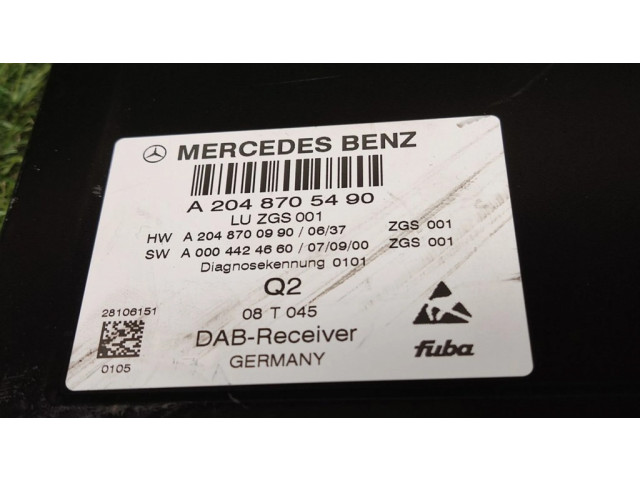 MERCEDES BENZ
A 204 870 54 90
LU ZGS 001
HW A 204 870 09 90 / 06/37 ZGS 001
SW A 000 442 46 60 / 07/09/00 ZGS 001
Diagnosekennung 0101
Q2
28106151
08 T 045
DAB-Receiver
0105
GERMANY
fuba